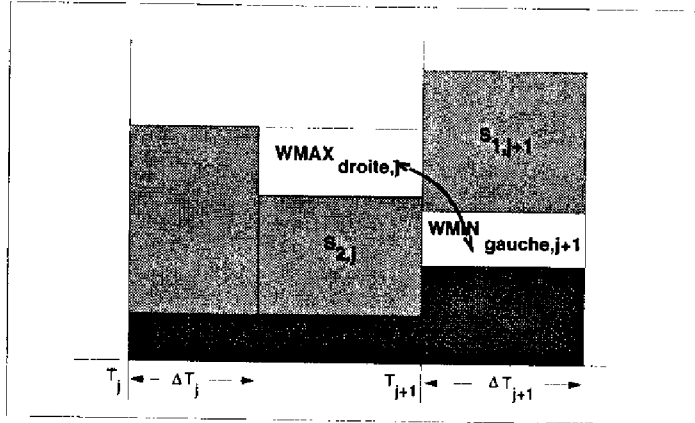 S1,j+1
WMAX droite,j
WMIN gauche,j+1
S2,j
Tj ΔTj Tj+1 ΔTj+1